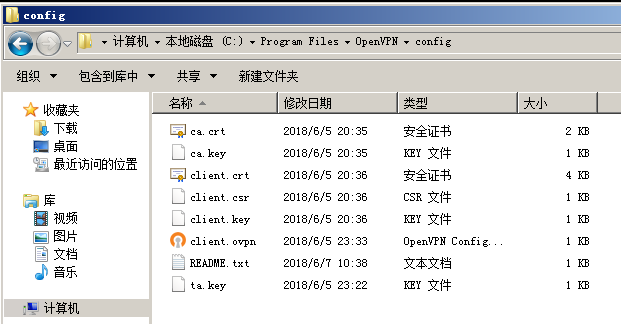 config
计算机 ▸ 本地磁盘 (C:) ▸ Program Files ▸ OpenVPN ▸ config
组织 包含到库中 共享 新建文件夹
收藏夹
下载
桌面
最近访问的位置
库
视频
图片
文档
音乐
计算机
名称 修改日期 类型 大小
ca.crt 2018/6/5 20:35 安全证书 2 KB
ca.key 2018/6/5 20:35 KEY 文件 1 KB
client.crt 2018/6/5 20:36 安全证书 4 KB
client.csr 2018/6/5 20:36 CSR 文件 1 KB
client.key 2018/6/5 20:36 KEY 文件 1 KB
client.ovpn 2018/6/5 23:33 OpenVPN Config... 1 KB
README.txt 2018/6/7 10:38 文本文档 1 KB
ta.key 2018/6/5 23:22 KEY 文件 1 KB